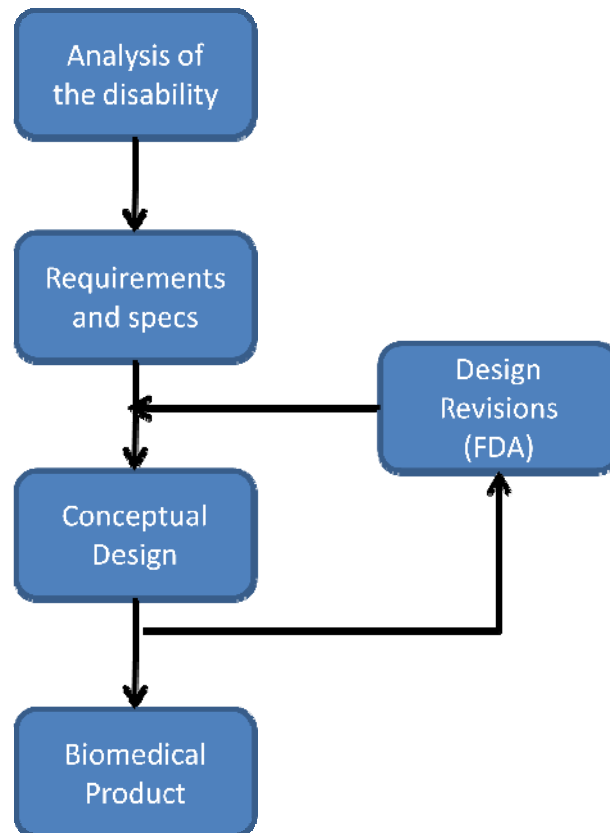 Analysis of
the disability
Requirements
and specs
Design
Revisions
(FDA)
Conceptual
Design
Biomedical
Product